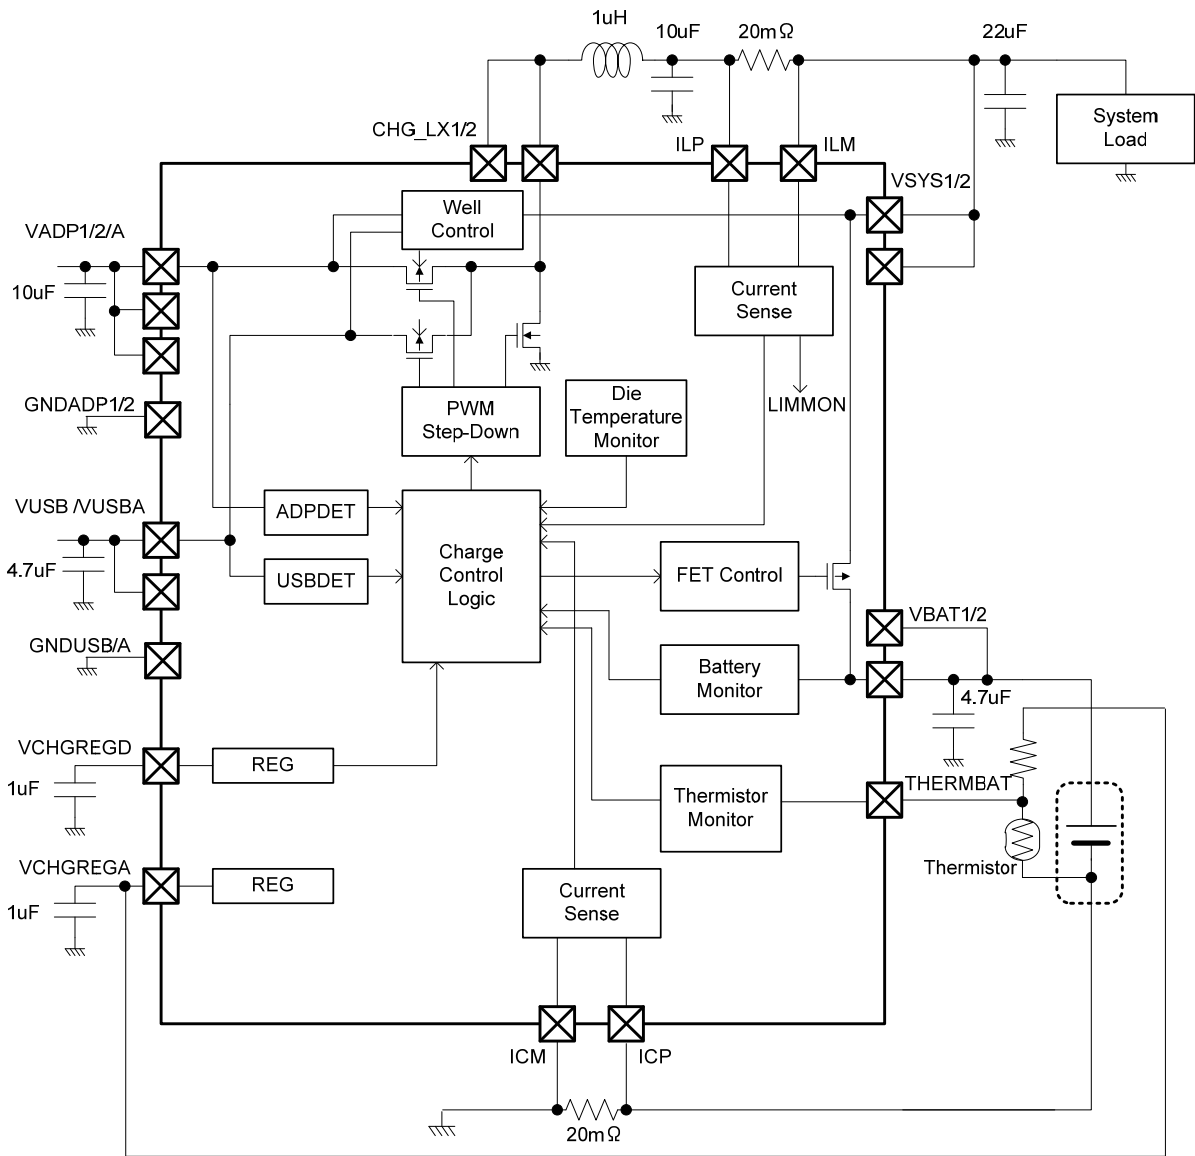 1uH
10uF
20mΩ
22uF
System
Load
CHG_LX1/2
ILP
ILM
VSYS1/2
VADP1/2/A
10uF
Well
Control
Current
Sense
LIMMON
GNDADP1/2
PWM
Step-Down
Die
Temperature
Monitor
VUSB /VUSBA
4.7uF
ADPDET
USBDET
Charge
Control
Logic
FET Control
VBAT1/2
GNDUSB/A
Battery
Monitor
4.7uF
VCHGREGD
1uF
REG
Thermistor
Monitor
THERMBAT
Thermistor
VCHGREGA
1uF
REG
Current
Sense
ICM
ICP
20mΩ